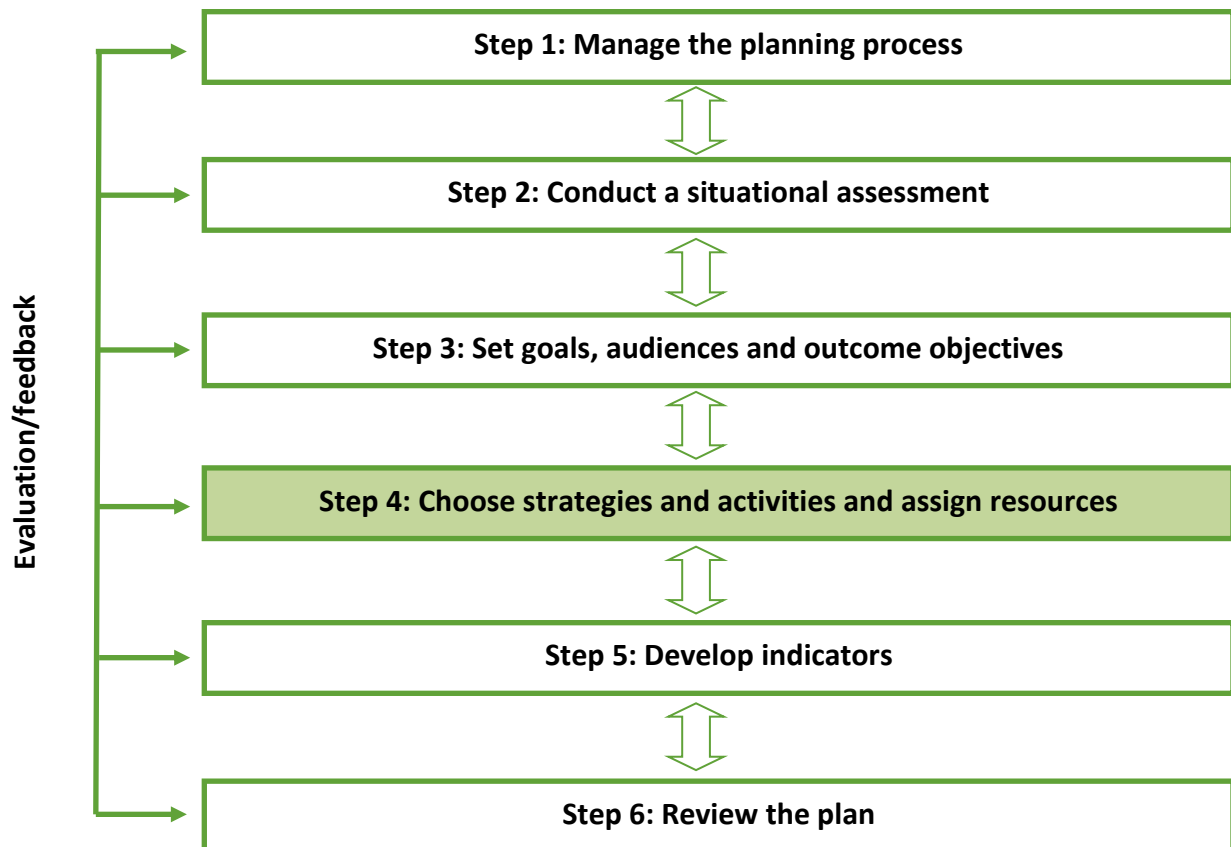 Step 1: Manage the planning process
Step 2: Conduct a situational assessment
Step 3: Set goals, audiences and outcome objectives
Step 4: Choose strategies and activities and assign resources
Step 5: Develop indicators
Step 6: Review the plan
Evaluation/feedback